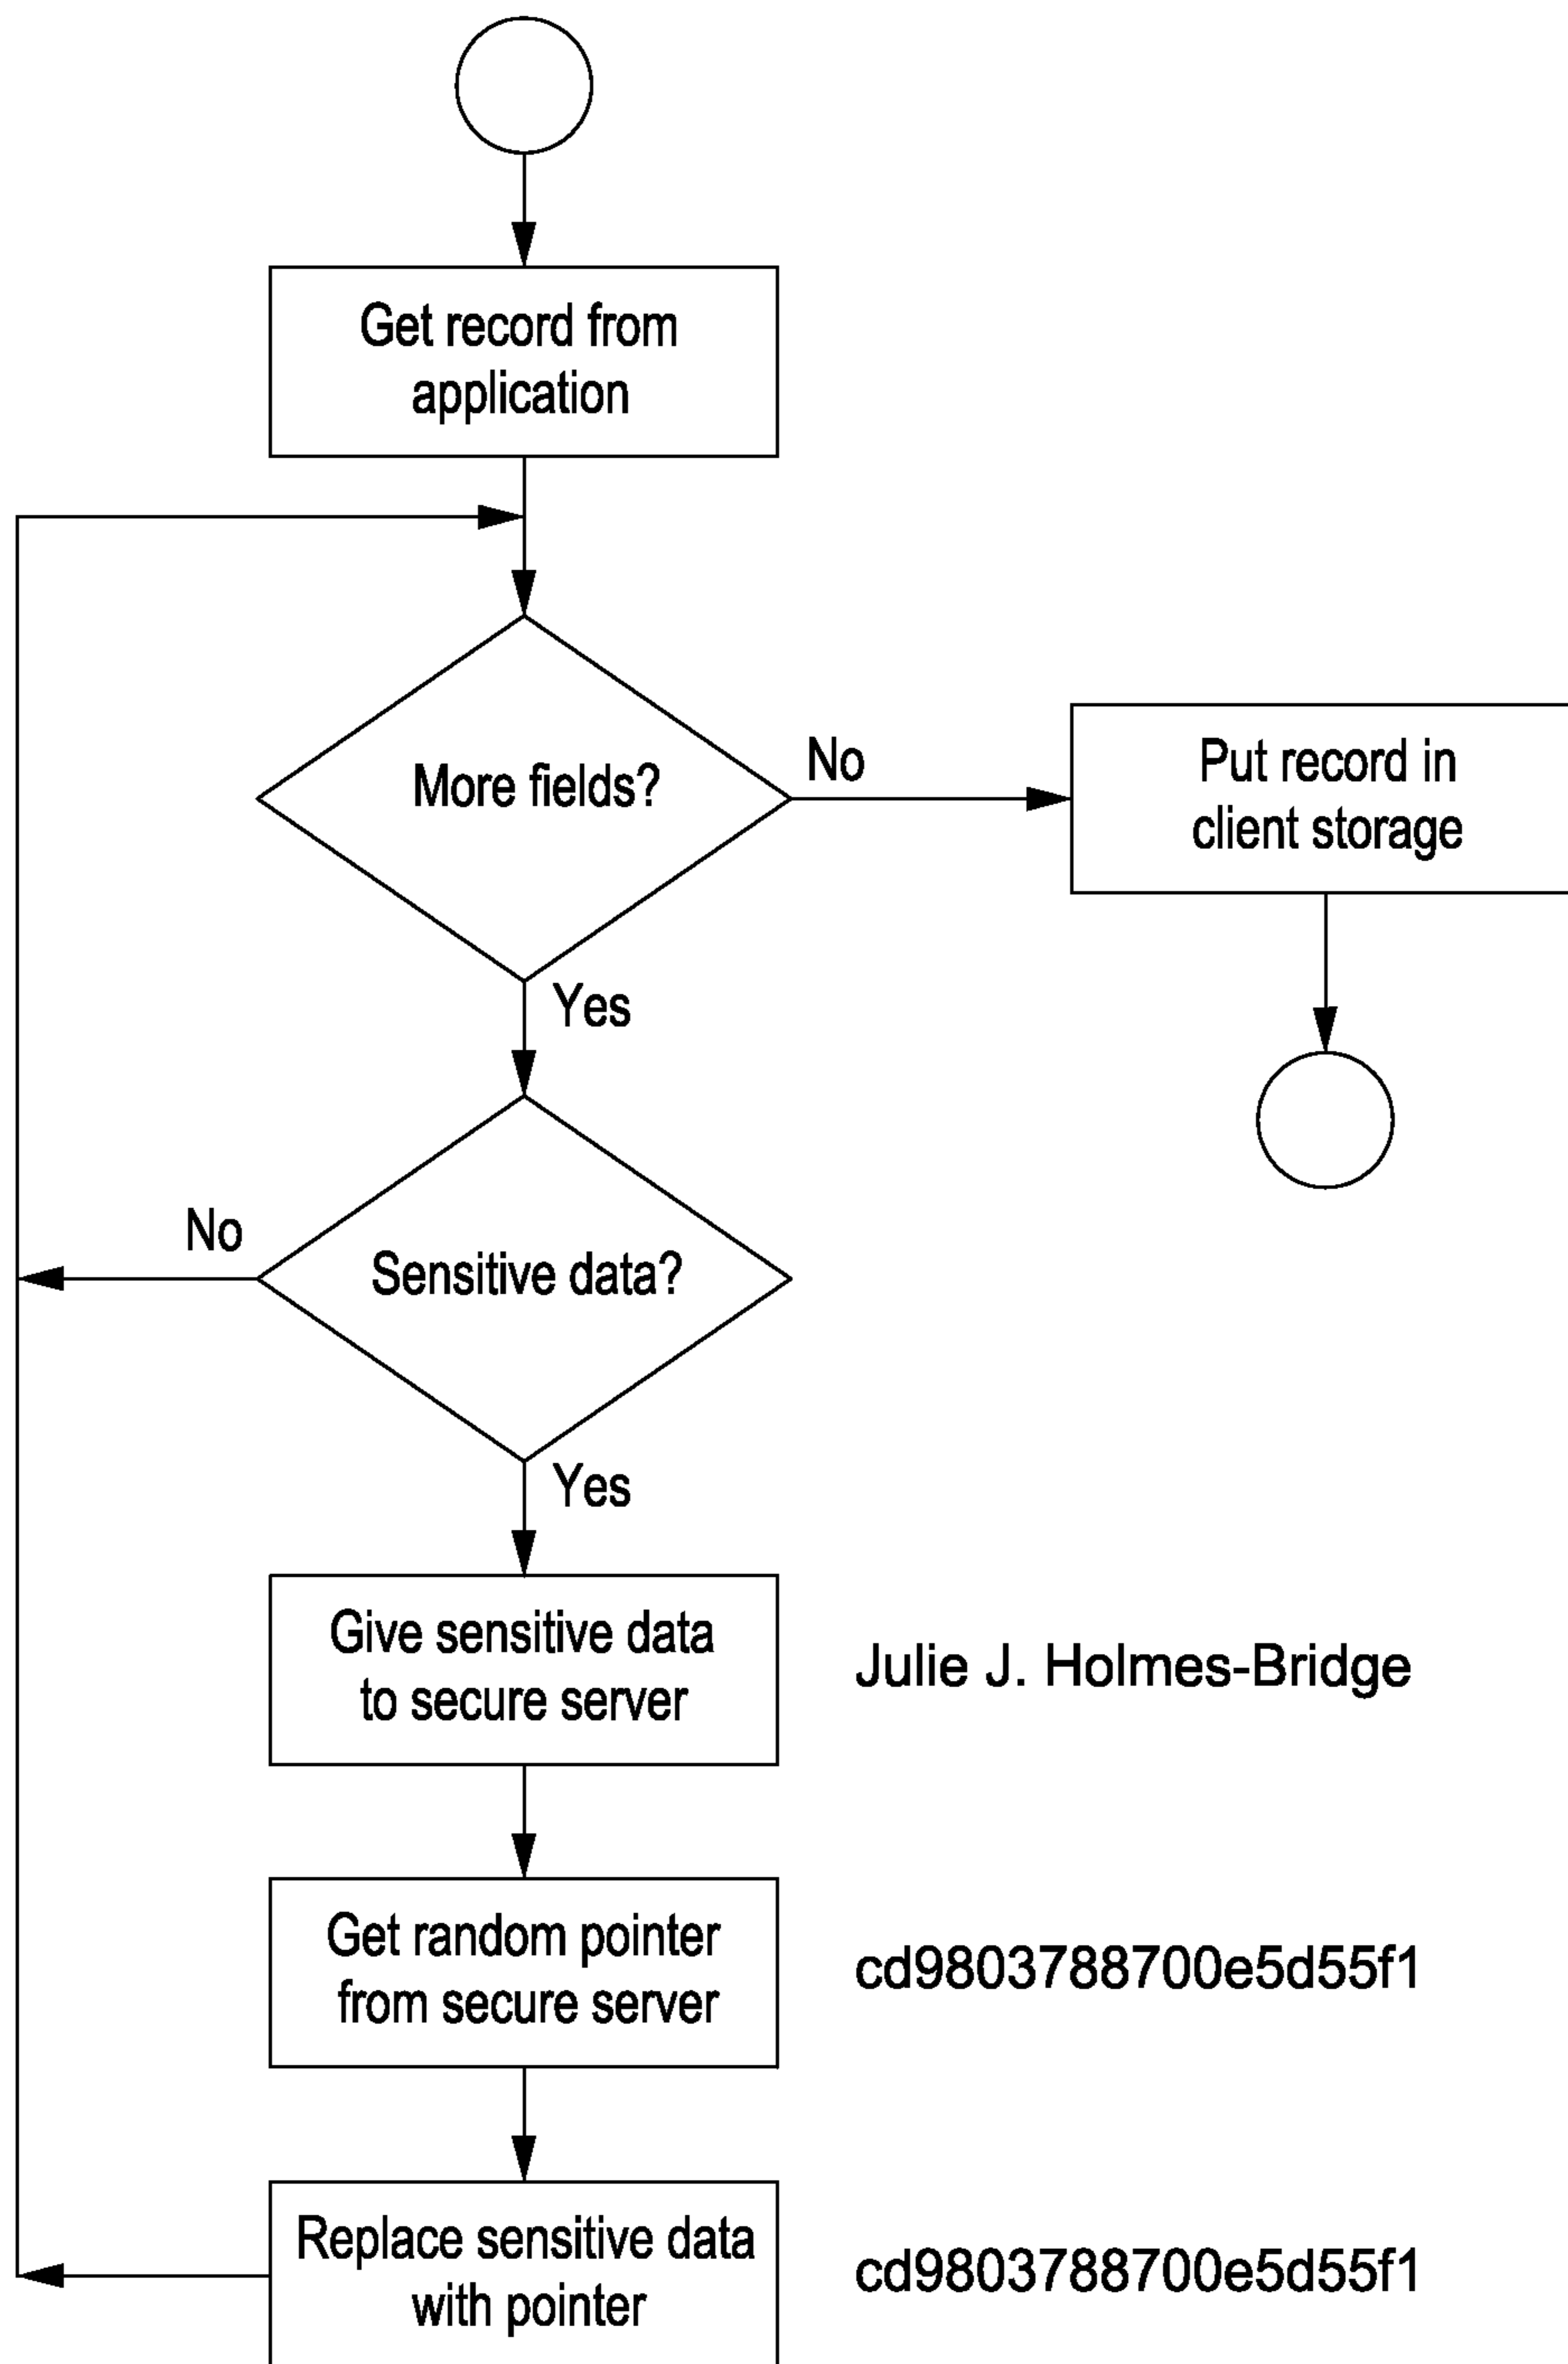 Get record from
application
More fields?
No
Put record in
client storage
Yes
No
Sensitive data?
Yes
Give sensitive data
to secure server
Julie J. Holmes-Bridge
Get random pointer
from secure server
cd9803788700e5d55f1
Replace sensitive data
with pointer
cd9803788700e5d55f1